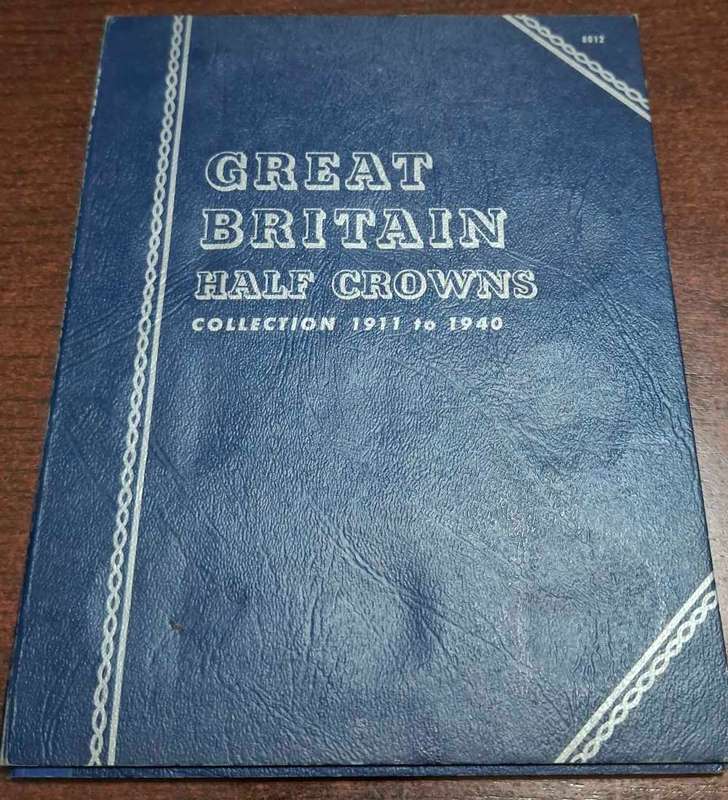 8012
GREAT
BRITAIN
HALF CROWNS
COLLECTION 1911 to 1940